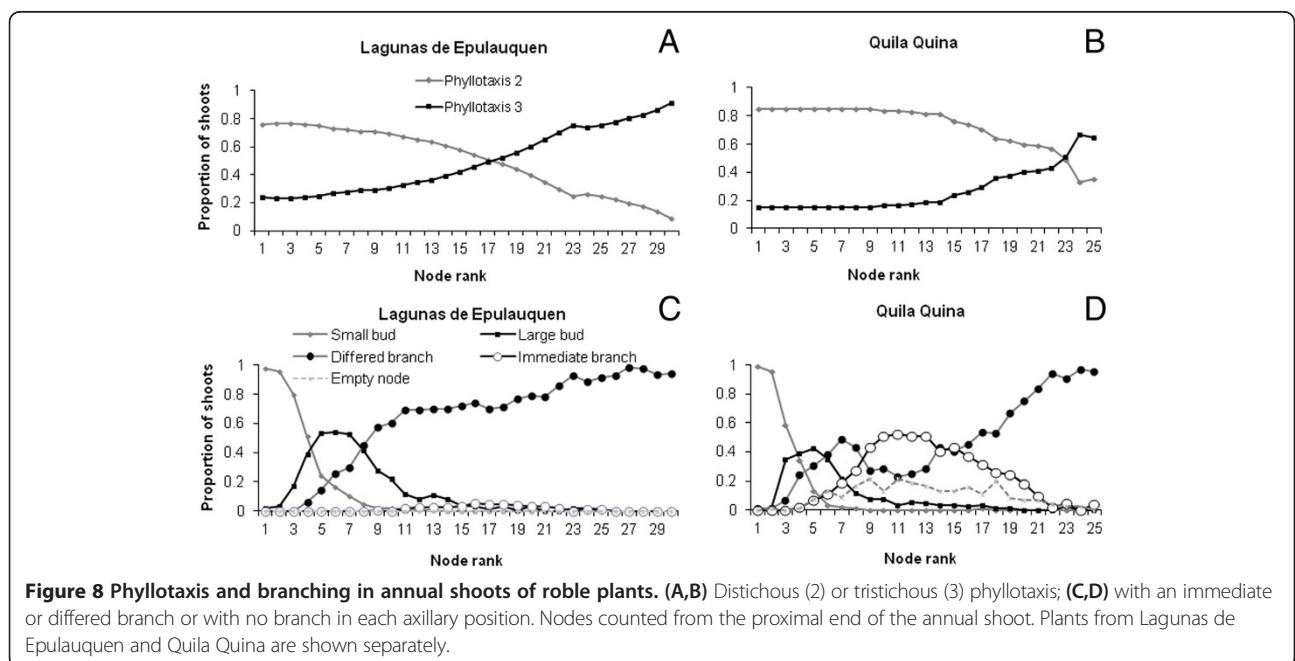 Lagunas de Epulauquen
A
Phyllotaxis 2
Phyllotaxis 3
Proportion of shoots
1
0.8
0.6
0.4
0.2
0
1 3 5 7 9 11 13 15 17 19 21 23 25 27 29
Node rank
Quila Quina
B
1
0.8
0.6
0.4
0.2
0
1 3 5 7 9 11 13 15 17 19 21 23 25
Node rank
Lagunas de Epulauquen
C
Small bud
Large bud
Differed branch
Immediate branch
Empty node
Proportion of shoots
1
0.8
0.6
0.4
0.2
0
1 3 5 7 9 11 13 15 17 19 21 23 25 27 29
Node rank
Quila Quina
D
1
0.8
0.6
0.4
0.2
0
1 3 5 7 9 11 13 15 17 19 21 23 25
Node rank
Figure 8 Phyllotaxis and branching in annual shoots of roble plants. (A,B) Distichous (2) or tristichous (3) phyllotaxis; (C,D) with an immediate
or differed branch or with no branch in each axillary position. Nodes counted from the proximal end of the annual shoot. Plants from Lagunas de
Epulauquen and Quila Quina are shown separately.